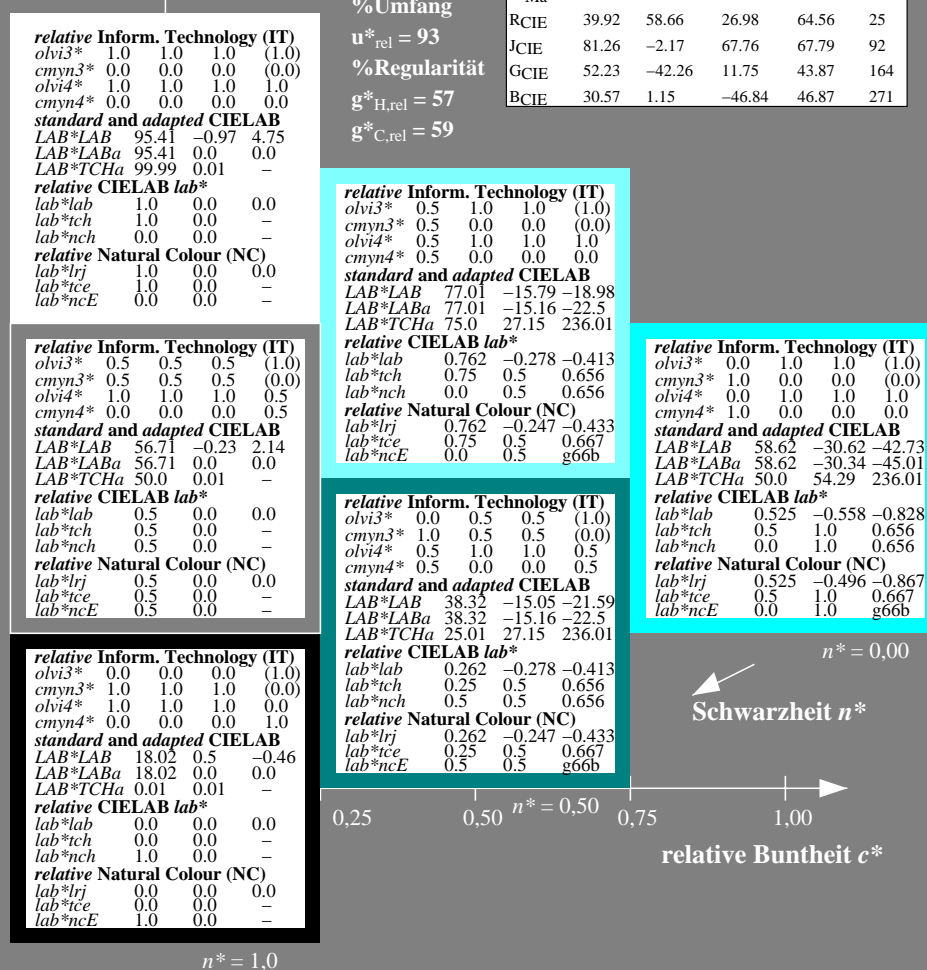 %Umfang
u*rel = 93
%Regularität
g*H,rel = 57
g*C,rel = 59
Ma
RCIE 39.92 58.66 26.98 64.56 25
JCIE 81.26 −2.17 67.76 67.79 92
GCIE 52.23 −42.26 11.75 43.87 164
BCIE 30.57 1.15 −46.84 46.87 271
relative Inform. Technology (IT)
olvi3* 1.0 1.0 1.0 (1.0)
cmyn3* 0.0 0.0 0.0 (0.0)
olvi4* 1.0 1.0 1.0 1.0
cmyn4* 0.0 0.0 0.0 0.0
standard and adapted CIELAB
LAB*LAB 95.41 −0.97 4.75
LAB*LABa 95.41 0.0 0.0
LAB*TCHa 99.99 0.01 –
relative CIELAB lab*
lab*lab 1.0 0.0 0.0
lab*tch 1.0 0.0 –
lab*nch 0.0 0.0 –
relative Natural Colour (NC)
lab*lrj 1.0 0.0 0.0
lab*tce 1.0 0.0 –
lab*ncE 0.0 0.0 –
relative Inform. Technology (IT)
olvi3* 0.5 1.0 1.0 (1.0)
cmyn3* 0.5 0.0 0.0 (0.0)
olvi4* 0.5 1.0 1.0 1.0
cmyn4* 0.5 0.0 0.0 0.0
standard and adapted CIELAB
LAB*LAB 77.01 −15.79 −18.98
LAB*LABa 77.01 −15.16 −22.5
LAB*TCHa 75.0 27.15 236.01
relative CIELAB lab*
lab*lab 0.762 −0.278 −0.413
lab*tch 0.75 0.5 0.656
lab*nch 0.0 0.5 0.656
relative Natural Colour (NC)
lab*lrj 0.762 −0.247 −0.433
lab*tce 0.75 0.5 0.667
lab*ncE 0.0 0.5 g66b
relative Inform. Technology (IT)
olvi3* 0.5 0.5 0.5 (1.0)
cmyn3* 0.5 0.5 0.5 (0.0)
olvi4* 1.0 1.0 1.0 0.5
cmyn4* 0.0 0.0 0.0 0.5
standard and adapted CIELAB
LAB*LAB 56.71 −0.23 2.14
LAB*LABa 56.71 0.0 0.0
LAB*TCHa 50.0 0.01 –
relative CIELAB lab*
lab*lab 0.5 0.0 0.0
lab*tch 0.5 0.0 –
lab*nch 0.5 0.0 –
relative Natural Colour (NC)
lab*lrj 0.5 0.0 0.0
lab*tce 0.5 0.0 –
lab*ncE 0.5 0.0 –
relative Inform. Technology (IT)
olvi3* 0.0 1.0 1.0 (1.0)
cmyn3* 1.0 0.0 0.0 (0.0)
olvi4* 0.0 1.0 1.0 1.0
cmyn4* 1.0 0.0 0.0 0.0
standard and adapted CIELAB
LAB*LAB 58.62 −30.62 −42.73
LAB*LABa 58.62 −30.34 −45.01
LAB*TCHa 50.0 54.29 236.01
relative CIELAB lab*
lab*lab 0.525 −0.558 −0.828
lab*tch 0.5 1.0 0.656
lab*nch 0.0 1.0 0.656
relative Natural Colour (NC)
lab*lrj 0.525 −0.496 −0.867
lab*tce 0.5 1.0 0.667
lab*ncE 0.0 1.0 g66b
relative Inform. Technology (IT)
olvi3* 0.0 0.5 0.5 (1.0)
cmyn3* 1.0 0.5 0.5 (0.0)
olvi4* 0.5 1.0 1.0 0.5
cmyn4* 0.5 0.0 0.0 0.5
standard and adapted CIELAB
LAB*LAB 38.32 −15.05 −21.59
LAB*LABa 38.32 −15.16 −22.5
LAB*TCHa 25.01 27.15 236.01
relative CIELAB lab*
lab*lab 0.262 −0.278 −0.413
lab*tch 0.25 0.5 0.656
lab*nch 0.5 0.5 0.656
relative Natural Colour (NC)
lab*lrj 0.262 −0.247 −0.433
lab*tce 0.25 0.5 0.667
lab*ncE 0.5 0.5 g66b
relative Inform. Technology (IT)
olvi3* 0.0 0.0 0.0 (1.0)
cmyn3* 1.0 1.0 1.0 (0.0)
olvi4* 1.0 1.0 1.0 0.0
cmyn4* 0.0 0.0 0.0 1.0
standard and adapted CIELAB
LAB*LAB 18.02 0.5 −0.46
LAB*LABa 18.02 0.0 0.0
LAB*TCHa 0.01 0.01 –
relative CIELAB lab*
lab*lab 0.0 0.0 0.0
lab*tch 0.0 0.0 –
lab*nch 1.0 0.0 –
relative Natural Colour (NC)
lab*lrj 0.0 0.0 0.0
lab*tce 0.0 0.0 –
lab*ncE 1.0 0.0 –
n* = 0,00
Schwarzheit n*
n* = 0,50
0,25 0,50 0,75 1,00
relative Buntheit c*
n* = 1,0